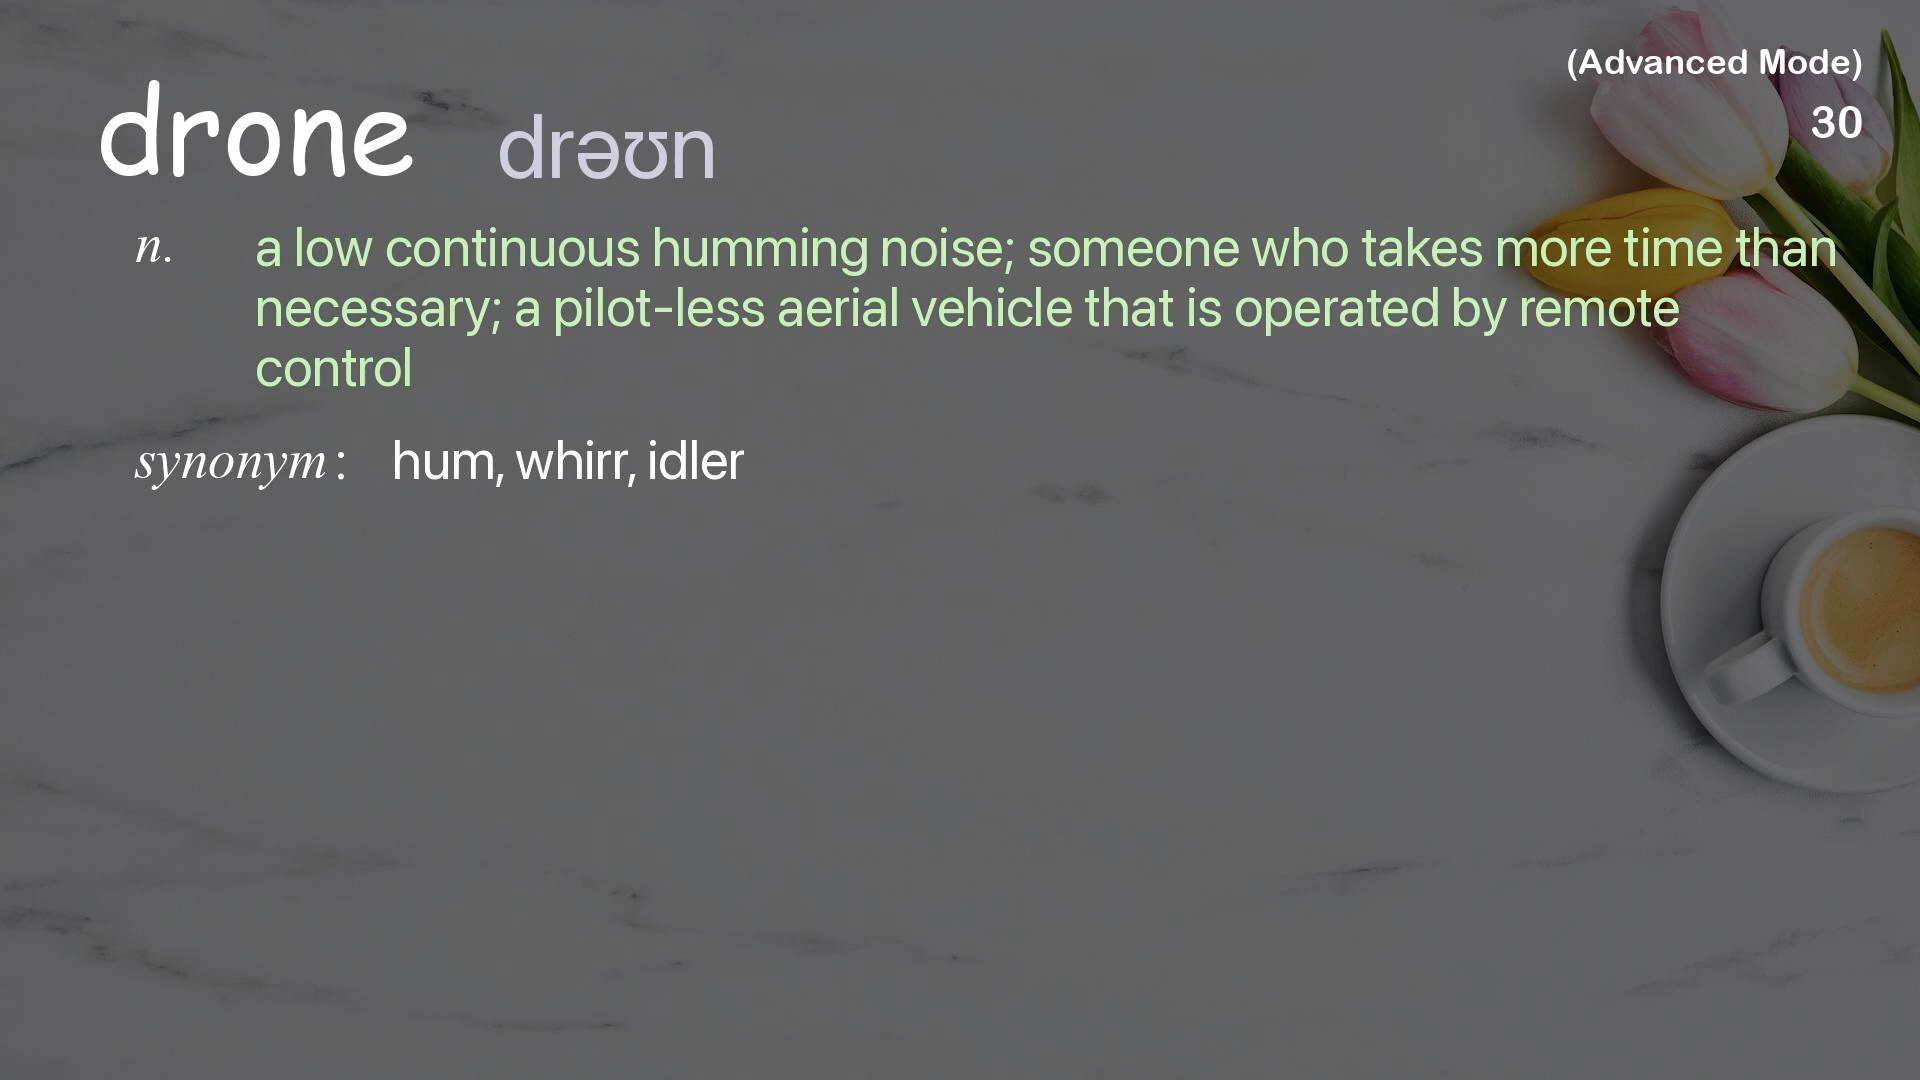 (Advanced Mode)
30
drone drəʊn
n. a low continuous humming noise; someone who takes more time than
necessary; a pilot-less aerial vehicle that is operated by remote
control
synonym: hum, whirr, idler